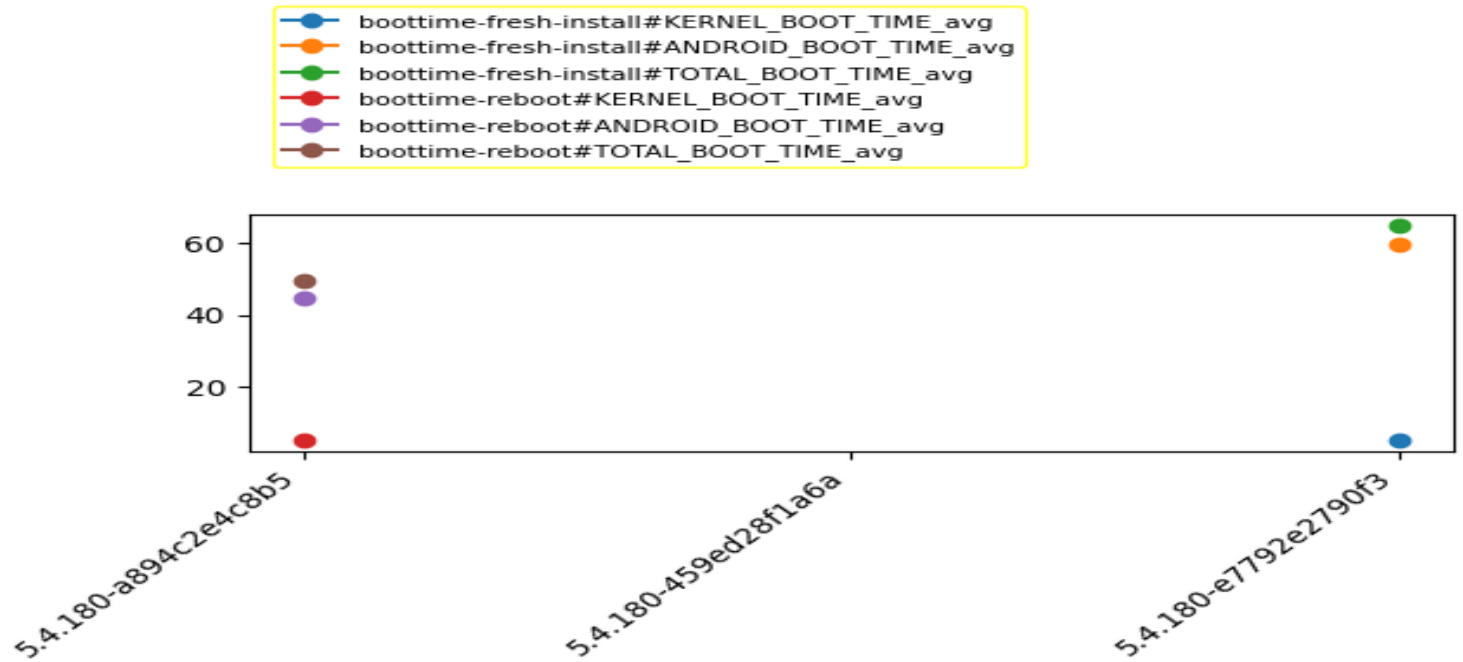 boottime-fresh-install#KERNEL_BOOT_TIME_avg
boottime-fresh-install#ANDROID_BOOT_TIME_avg
boottime-fresh-install#TOTAL_BOOT_TIME_avg
boottime-reboot#KERNEL_BOOT_TIME_avg
boottime-reboot#ANDROID_BOOT_TIME_avg
boottime-reboot#TOTAL_BOOT_TIME_avg
60
40
20
5.4.180-a894c2e4c8b5
5.4.180-459ed28f1a6a
5.4.180-e7792e2790f3